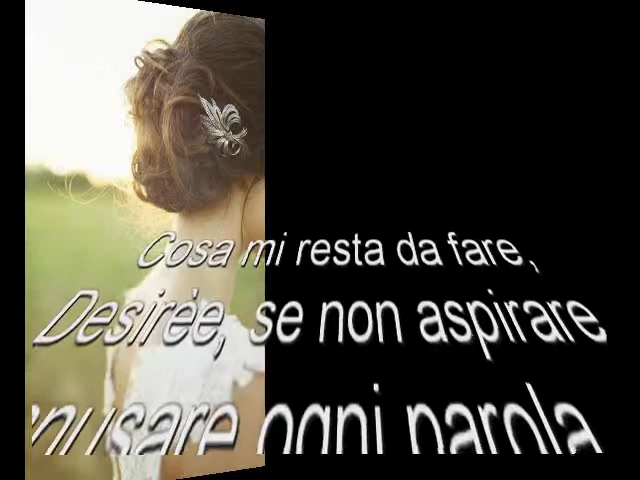 Cosa mi resta da fare,
Desirèe, se non aspirare
ogni parola